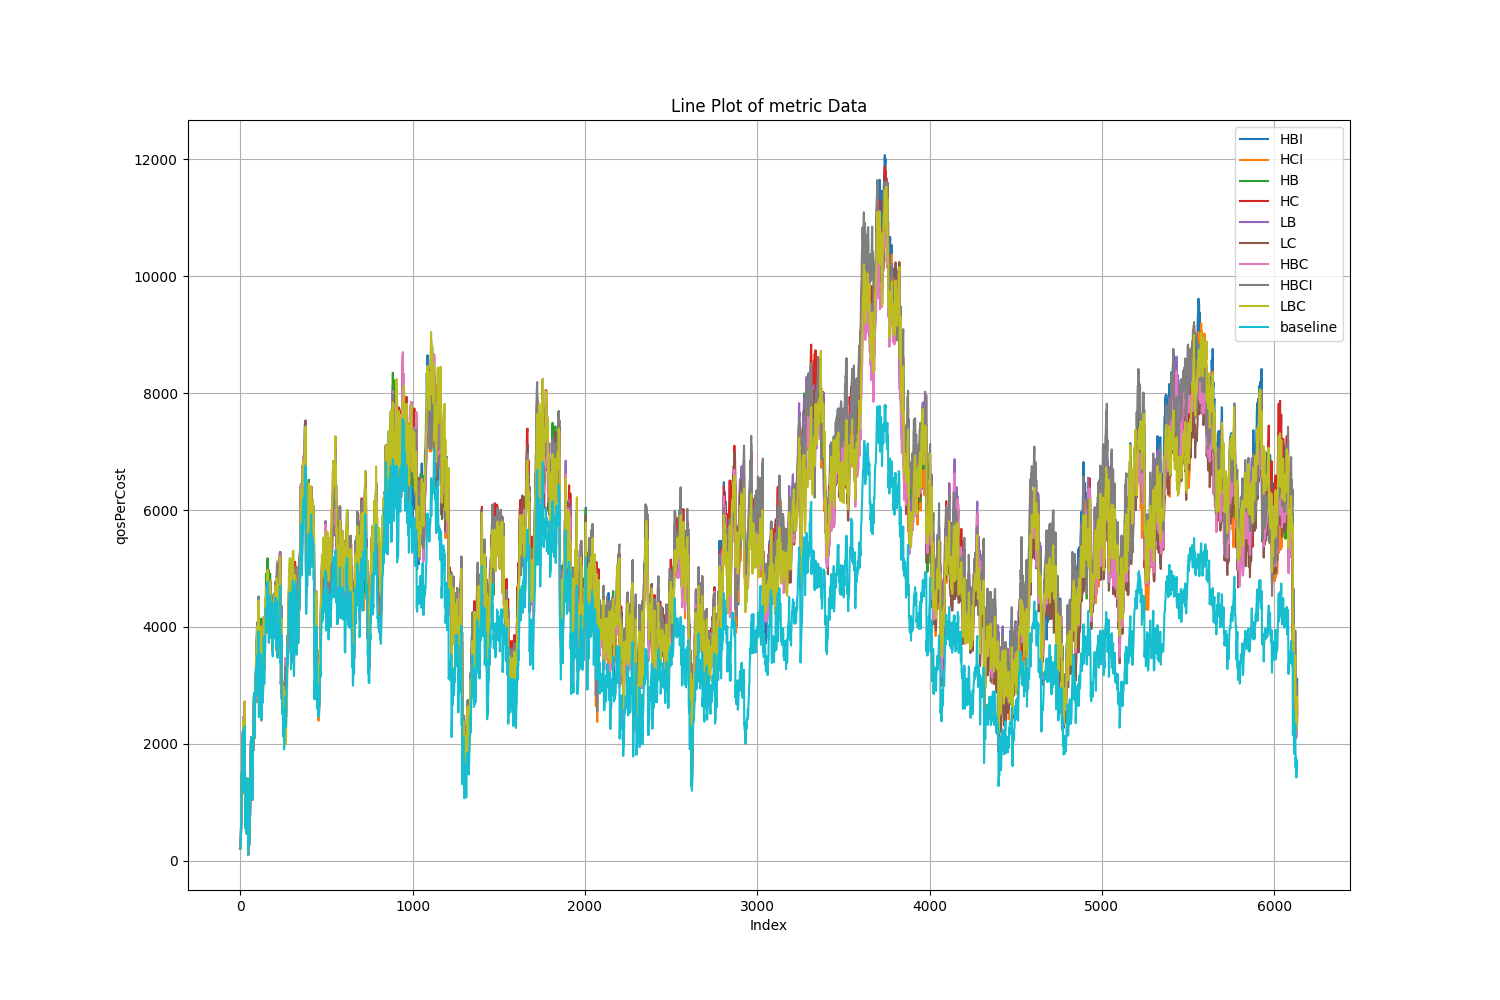 Line Plot of metric Data
qosPerCost
12000
10000
8000
6000
4000
2000
0
0
1000
2000
3000
4000
5000
6000
Index
HBI
HCI
HB
HC
LB
LC
HBC
HBCI
LBC
baseline